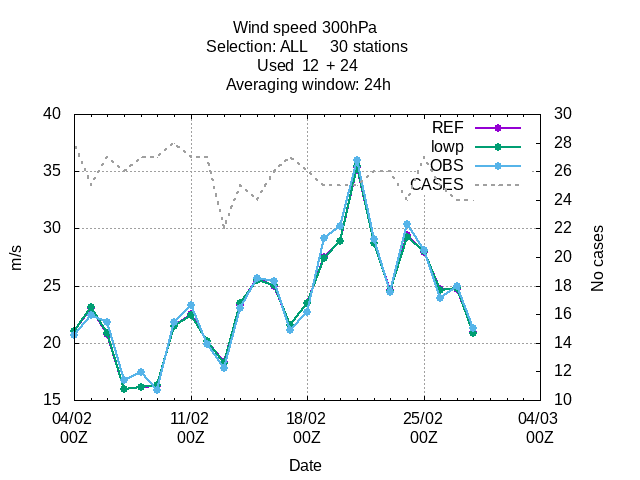 Wind speed 300hPa
Selection: ALL 30 stations
Used 12 + 24
Averaging window: 24h
40
35
30
25
20
15
m/s
30
28
26
24
22
20
18
16
14
12
10
No cases
REF
lowp
OBS
CASES
04/02 11/02 18/02 25/02 04/03
00Z 00Z 00Z 00Z 00Z
Date